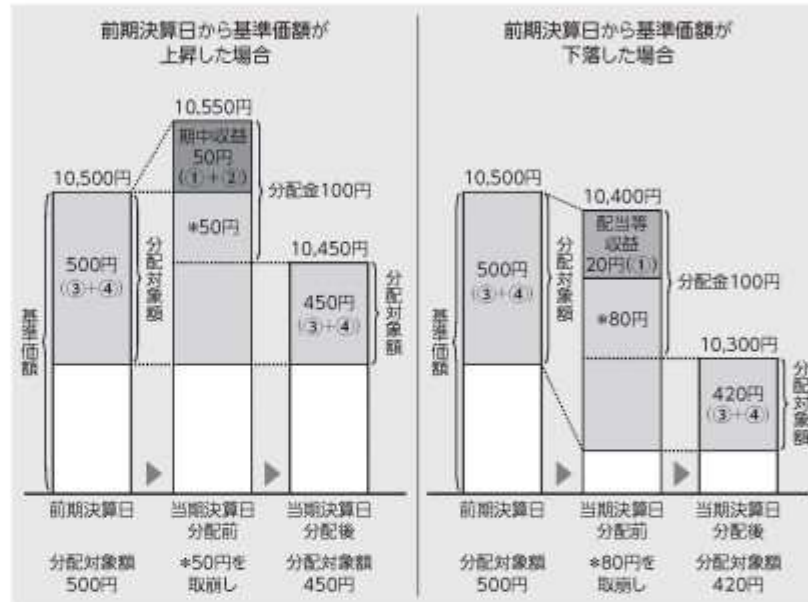 前期決算日から基準価額が
上昇した場合
10,550円
期中収益
50円
(①+②)
10,500円
分配金100円
*50円
10,450円
500円
(③+④)
分配対象額
450円
(③+④)
分配対象額
基準価額
前期決算日
当期決算日
分配前
当期決算日
分配後
分配対象額
500円
*50円を
取崩し
分配対象額
450円
前期決算日から基準価額が
下落した場合
10,500円
10,400円
配当等
収益
20円(①)
分配金100円
500円
(③+④)
分配対象額
*80円
10,300円
420円
(③+④)
分配対象額
基準価額
前期決算日
当期決算日
分配前
当期決算日
分配後
分配対象額
500円
*80円を
取崩し
分配対象額
420円